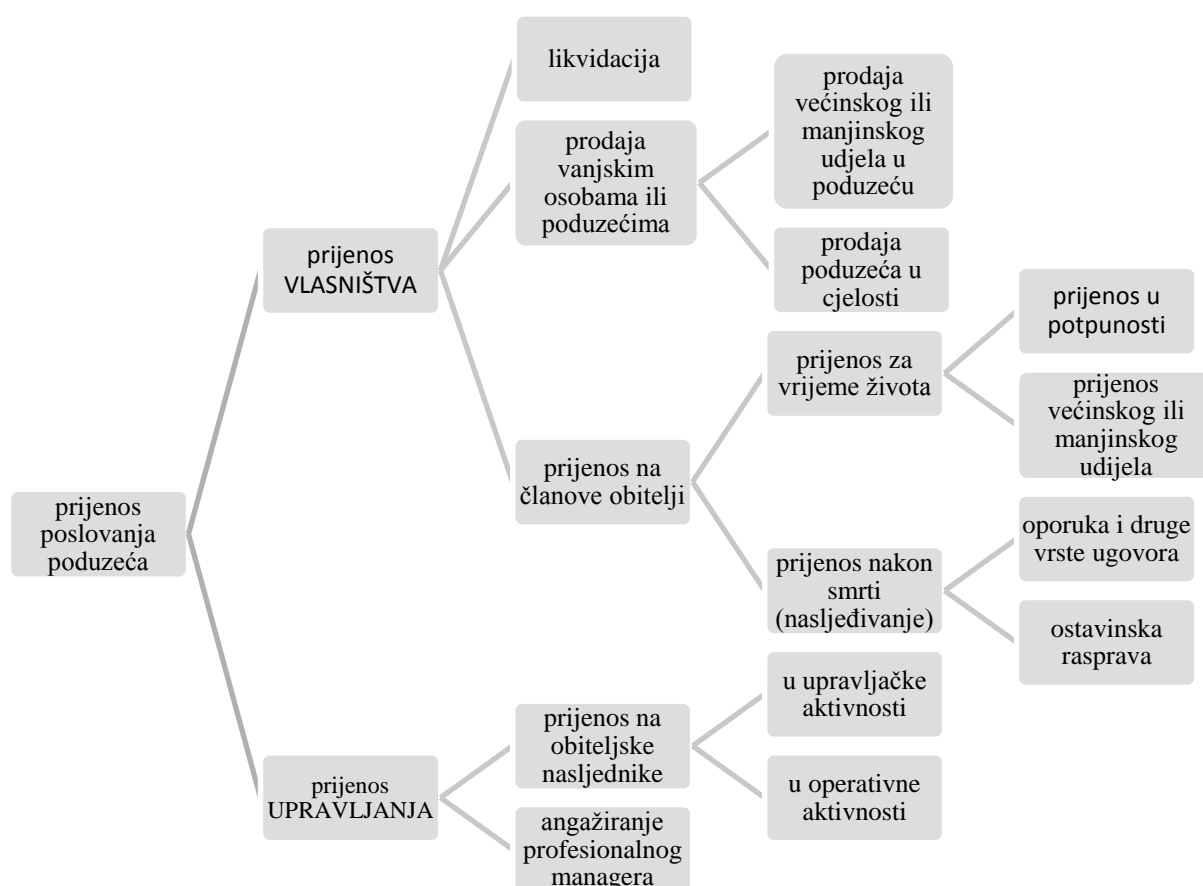 likvidacija
prodaja
vanjskim
osobama ili
poduzećima
prodaja
većinskog ili
manjinskog
udjela u
poduzeću
prodaja
poduzeća u
cjelosti
prijenos
VLASNIŠTVA
prijenos u
potpunosti
prijenos za
vrijeme života
prijenos
većinskog ili
manjinskog
udijela
prijenos na
članove obitelji
prijenos
poslovanja
poduzeća
oporuka i druge
vrste ugovora
prijenos nakon
smrti
(nasljeđivanje)
ostavinska
rasprava
u upravljačke
aktivnosti
prijenos na
obiteljske
nasljednike
u operativne
aktivnosti
prijenos
UPRAVLJANJA
angažiranje
profesionalnog
managera